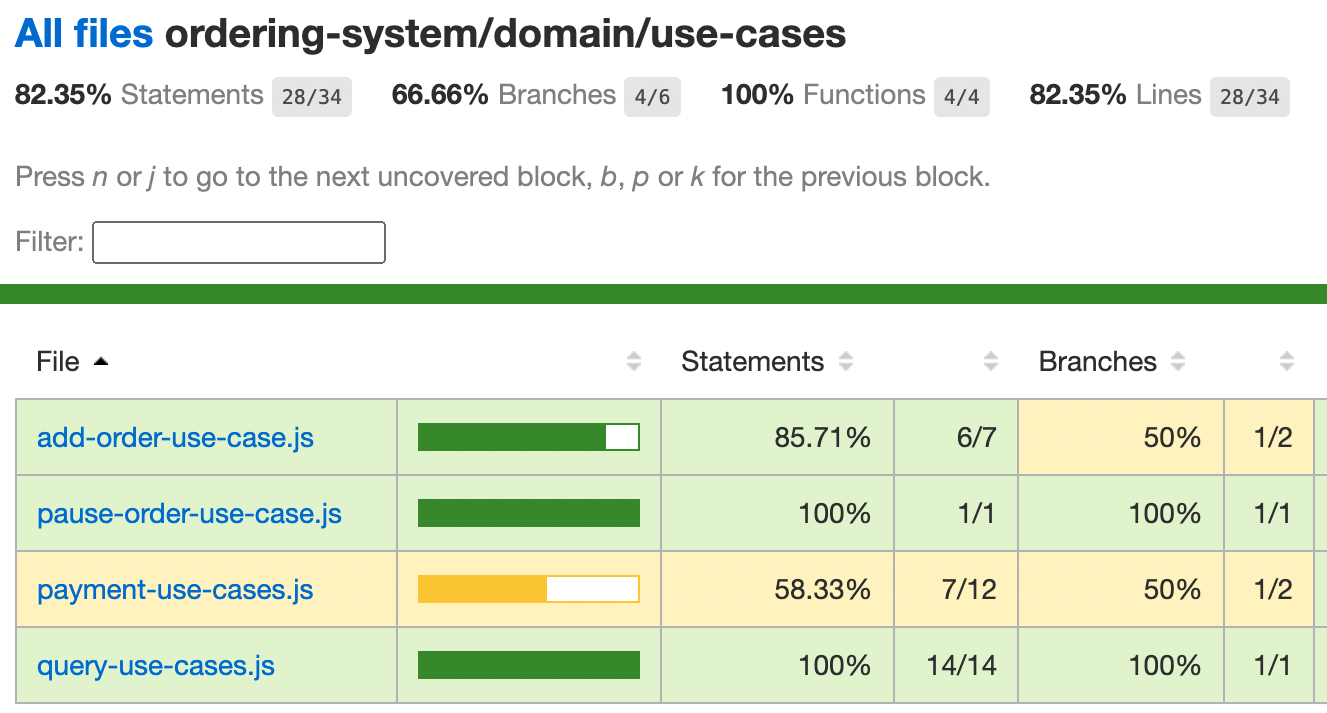 All files ordering-system/domain/use-cases
82.35% Statements 28/34 66.66% Branches 4/6 100% Functions 4/4 82.35% Lines 28/34
Press n or j to go to the next uncovered block, b, p or k for the previous block.
Filter:
File Statements Branches
add-order-use-case.js 85.71% 6/7 50% 1/2
pause-order-use-case.js 100% 1/1 100% 1/1
payment-use-cases.js 58.33% 7/12 50% 1/2
query-use-cases.js 100% 14/14 100% 1/1